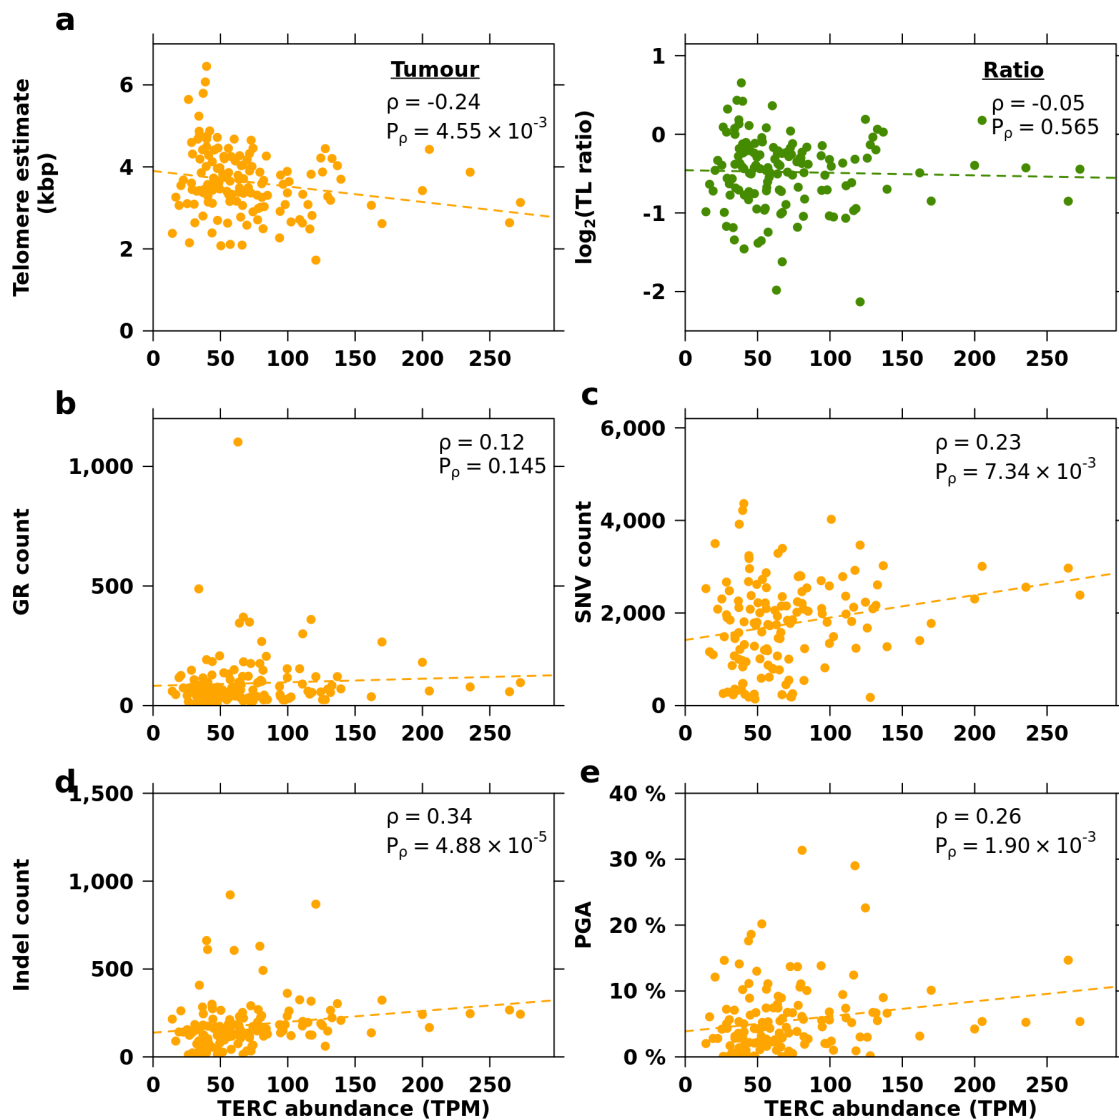 a
Tumour
ρ = -0.24
Pρ = 4.55 × 10-3
Telomere estimate
(kbp)
6
4
2
0
0 50 100 150 200 250
Ratio
ρ = -0.05
Pρ = 0.565
log2(TL ratio)
1
0
-1
-2
0 50 100 150 200 250
b
ρ = 0.12
Pρ = 0.145
GR count
1,000
500
0
0 50 100 150 200 250
c
ρ = 0.23
Pρ = 7.34 × 10-3
SNV count
6,000
4,000
2,000
0
0 50 100 150 200 250
d
ρ = 0.34
Pρ = 4.88 × 10-5
Indel count
1,500
1,000
500
0
0 50 100 150 200 250
TERC abundance (TPM)
e
ρ = 0.26
Pρ = 1.90 × 10-3
PGA
40 %
30 %
20 %
10 %
0 %
0 50 100 150 200 250
TERC abundance (TPM)